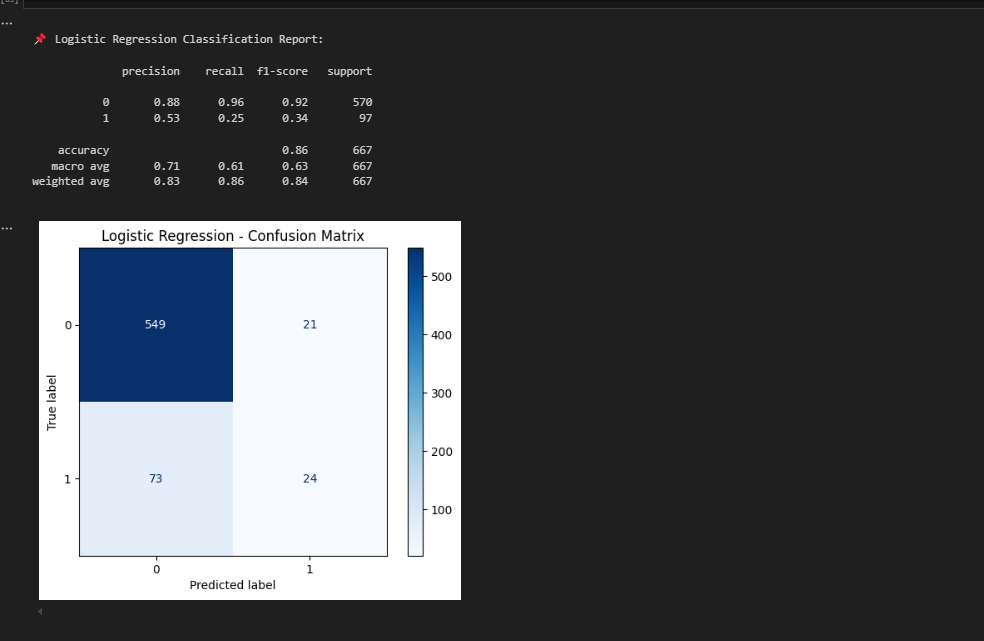 📌 Logistic Regression Classification Report:
precision recall f1-score support
0 0.88 0.96 0.92 570
1 0.53 0.25 0.34 97
accuracy 0.86 667
macro avg 0.71 0.61 0.63 667
weighted avg 0.83 0.86 0.84 667
Logistic Regression - Confusion Matrix
500
0 549 21
400
True label
300
200
1 73 24
100
0 1
Predicted label